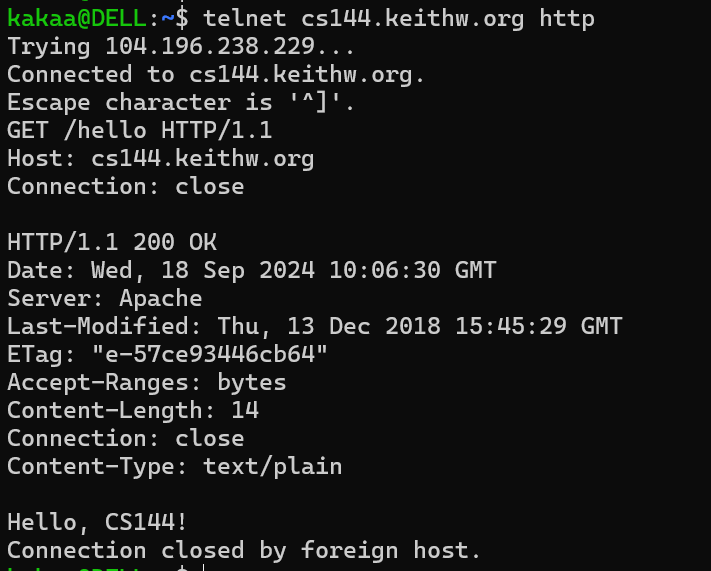 kakaa@DELL:~$ telnet cs144.keithw.org http
Trying 104.196.238.229...
Connected to cs144.keithw.org.
Escape character is '^]'.
GET /hello HTTP/1.1
Host: cs144.keithw.org
Connection: close

HTTP/1.1 200 OK
Date: Wed, 18 Sep 2024 10:06:30 GMT
Server: Apache
Last-Modified: Thu, 13 Dec 2018 15:45:29 GMT
ETag: "e-57ce93446cb64"
Accept-Ranges: bytes
Content-Length: 14
Connection: close
Content-Type: text/plain

Hello, CS144!
Connection closed by foreign host.